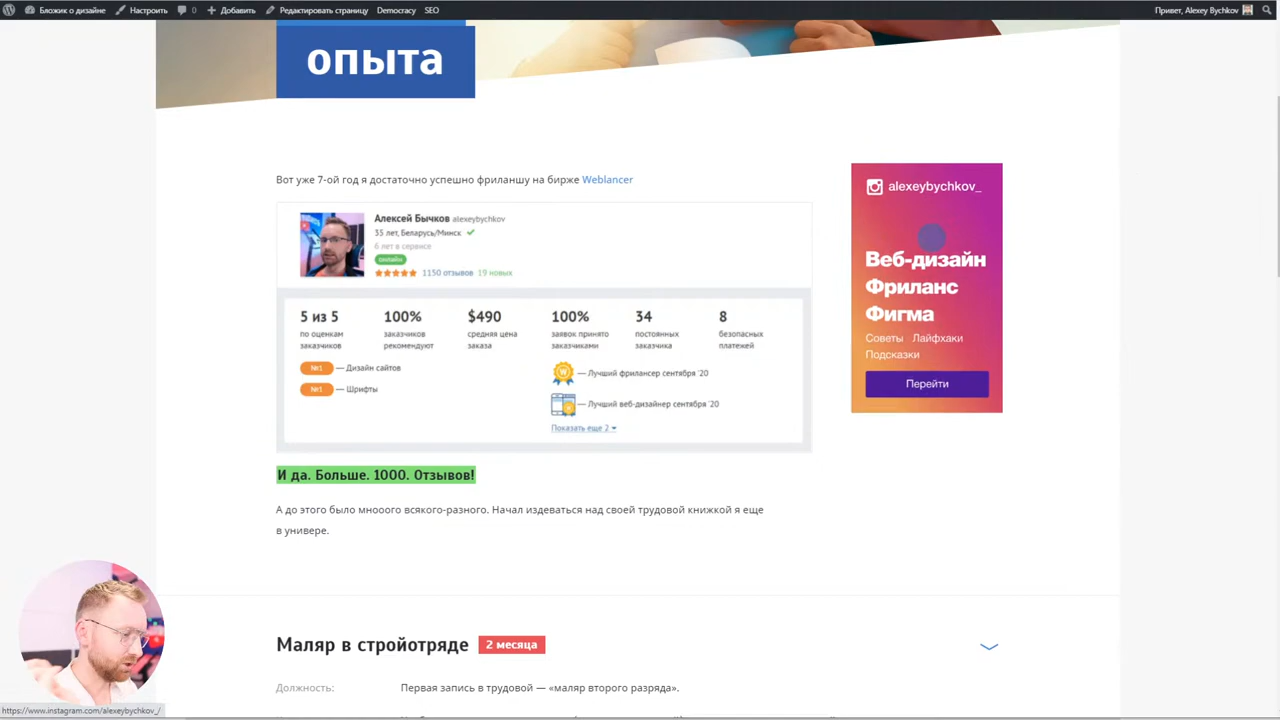 Бложик о дизайне Настроить 0 Добавить Редактировать страницу Democracy SEO Привет, Alexey Bychkov
опыта
Вот уже 7-ой год я достаточно успешно фриланшу на бирже Weblancer
Алексей Бычков alexeybychkov
35 лет, Беларусь/Минск
6 лет в сервисе
онлайн
1150 отзывов 19 новых
5 из 5
по оценкам
заказчиков
100%
заказчиков
рекомендуют
$490
средняя цена
заказа
100%
заявок принято
заказчиками
34
постоянных
заказчика
8
безопасных
платежей
№1 — Дизайн сайтов
№1 — Шрифты
— Лучший фрилансер сентября '20
— Лучший веб-дизайнер сентября '20
Показать еще 2
И да. Больше. 1000. Отзывов!
А до этого было мнооого всякого-разного. Начал издеваться над своей трудовой книжкой я еще
в универе.
alexeybychkov_
Веб-дизайн
Фриланс
Фигма
Советы Лайфхаки
Подсказки
Перейти
Маляр в стройотряде 2 месяца
Должность: Первая запись в трудовой — «маляр второго разряда».
https://www.instagram.com/alexeybychkov_/